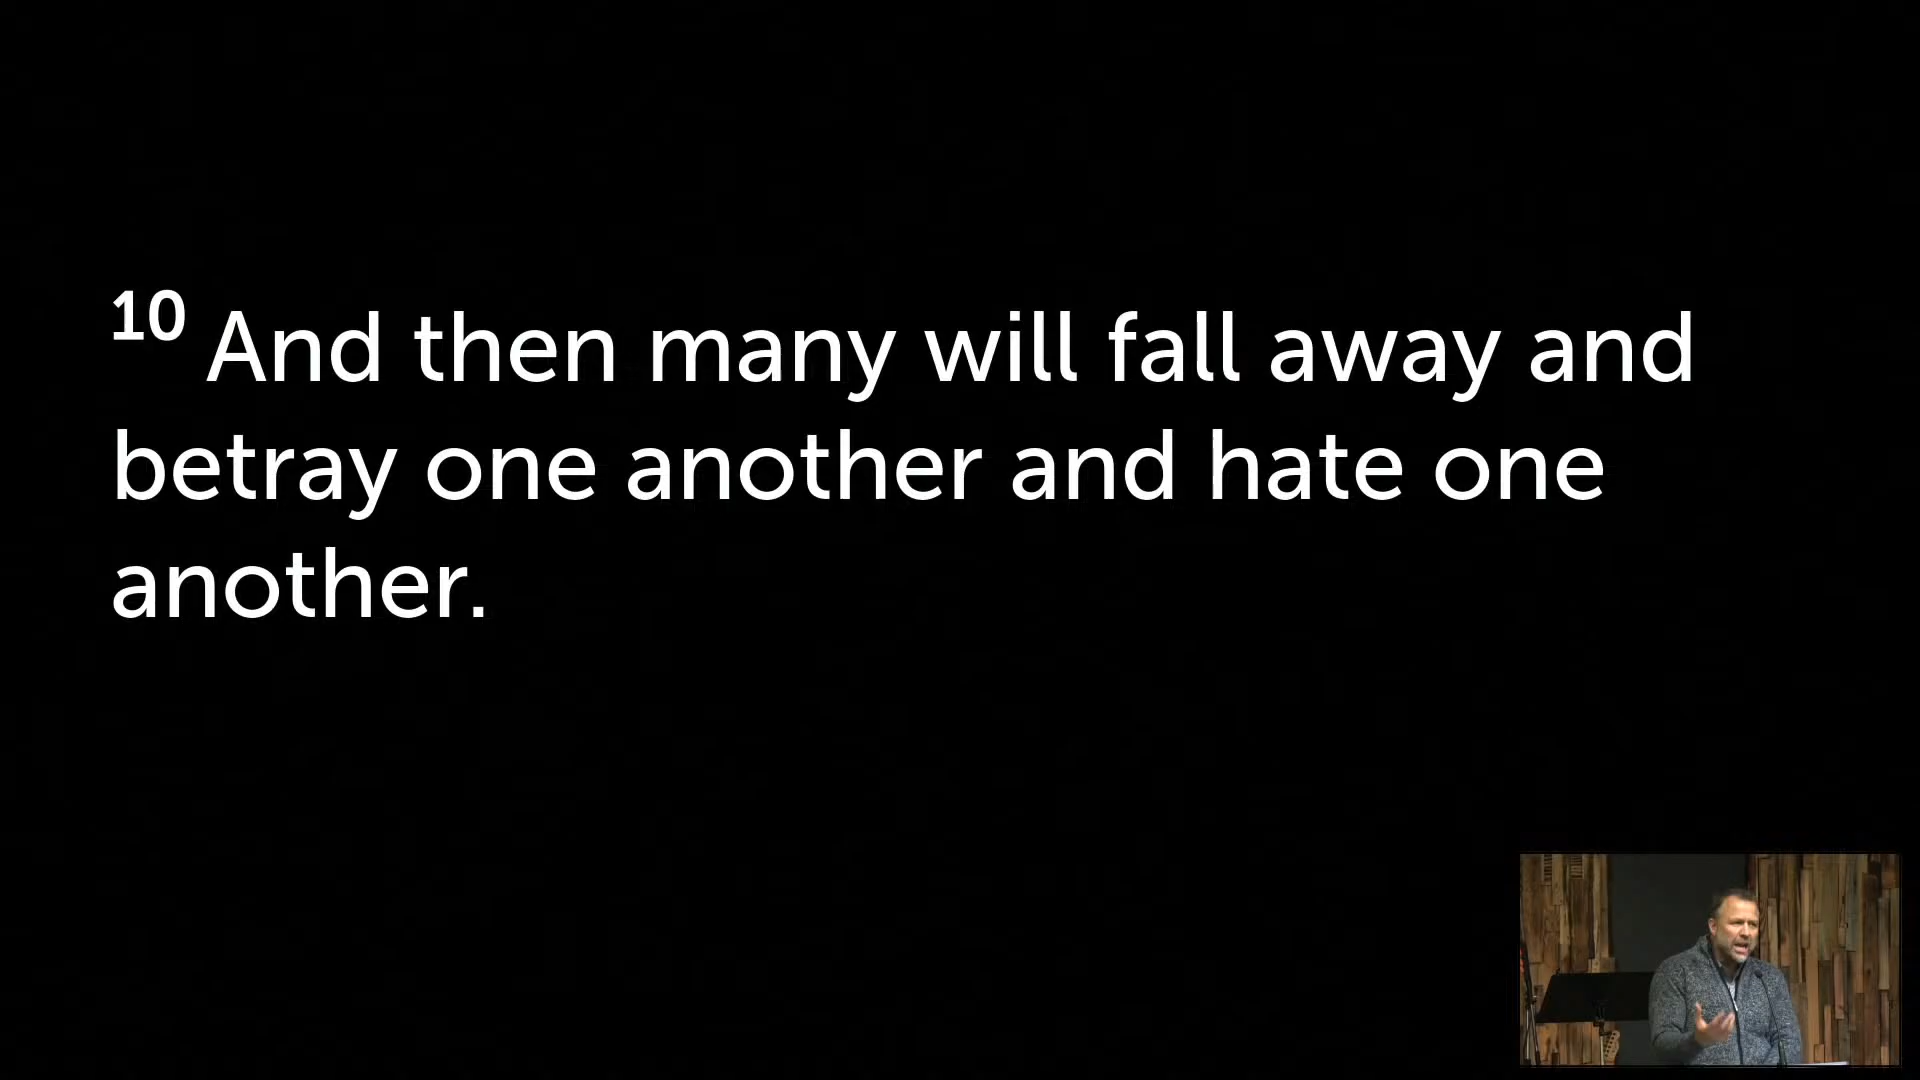 10 And then many will fall away and
betray one another and hate one
another.